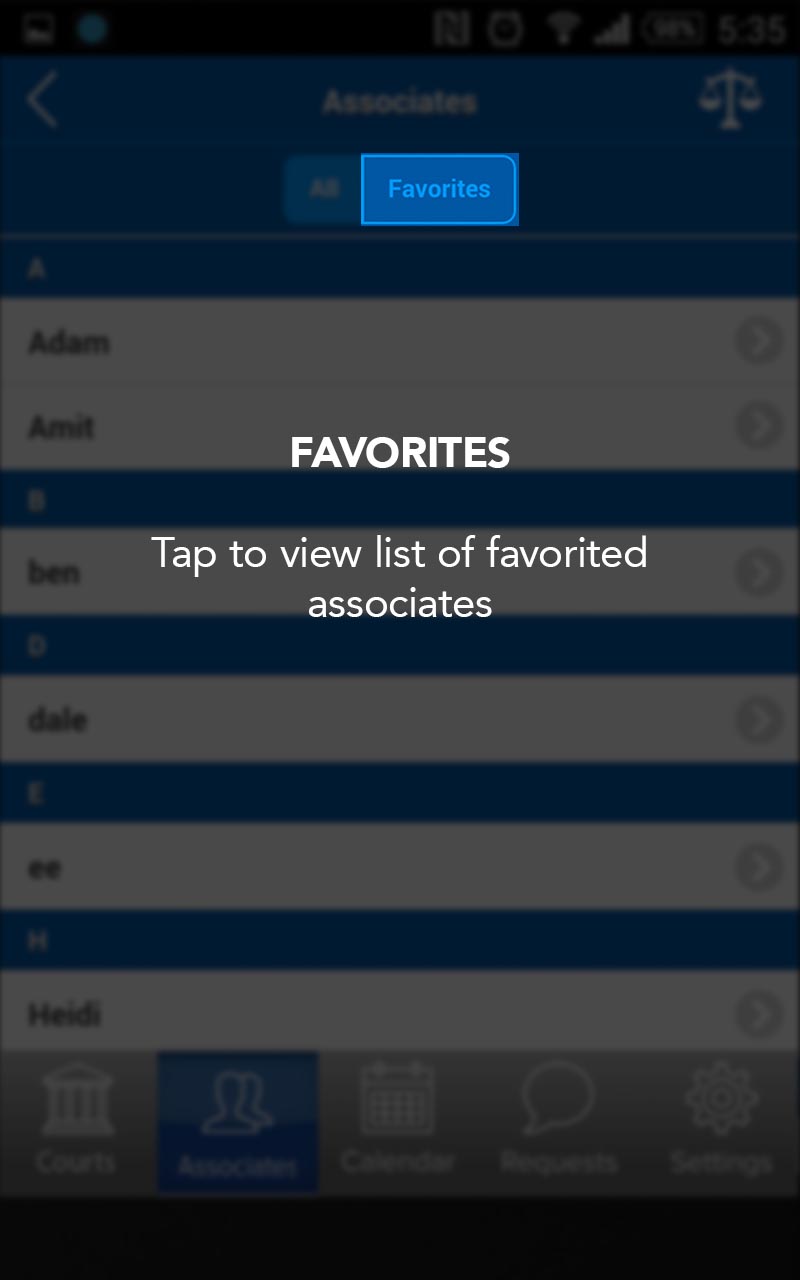 98% 5:35
Associates
All Favorites
A
Adam
Amit
FAVORITES
B
Tap to view list of favorited
ben
associates
D
dale
E
ee
H
Heidi
Courts Associates Calendar Requests Settings